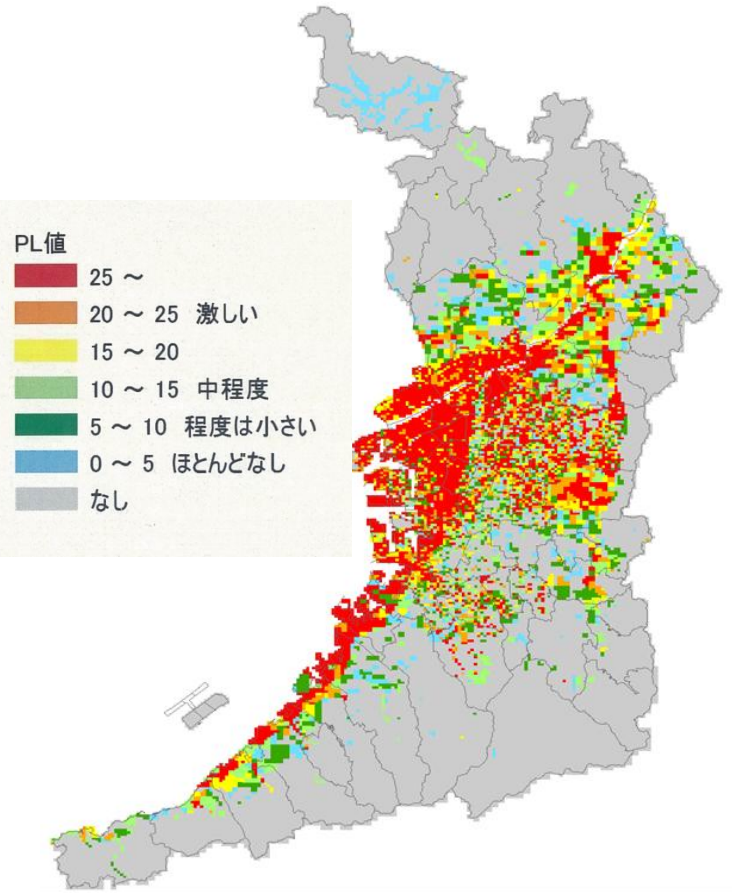 PL値
25 ～
20 ～ 25 激しい
15 ～ 20
10 ～ 15 中程度
5 ～ 10 程度は小さい
0 ～ 5 ほとんどなし
なし